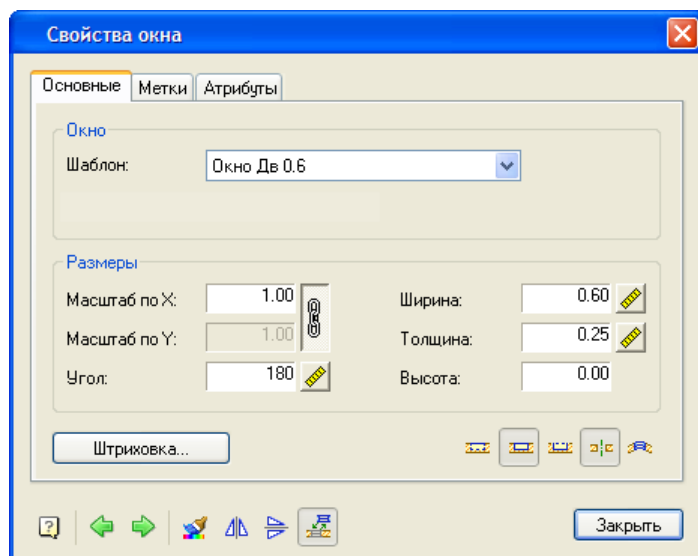 Свойства окна
Основные Метки Атрибуты
Окно
Шаблон: Окно Дв 0.6
Размеры
Масштаб по X: 1.00 Ширина: 0.60
Масштаб по Y: 1.00 Толщина: 0.25
Угол: 180 Высота: 0.00
Штриховка...
Закрыть